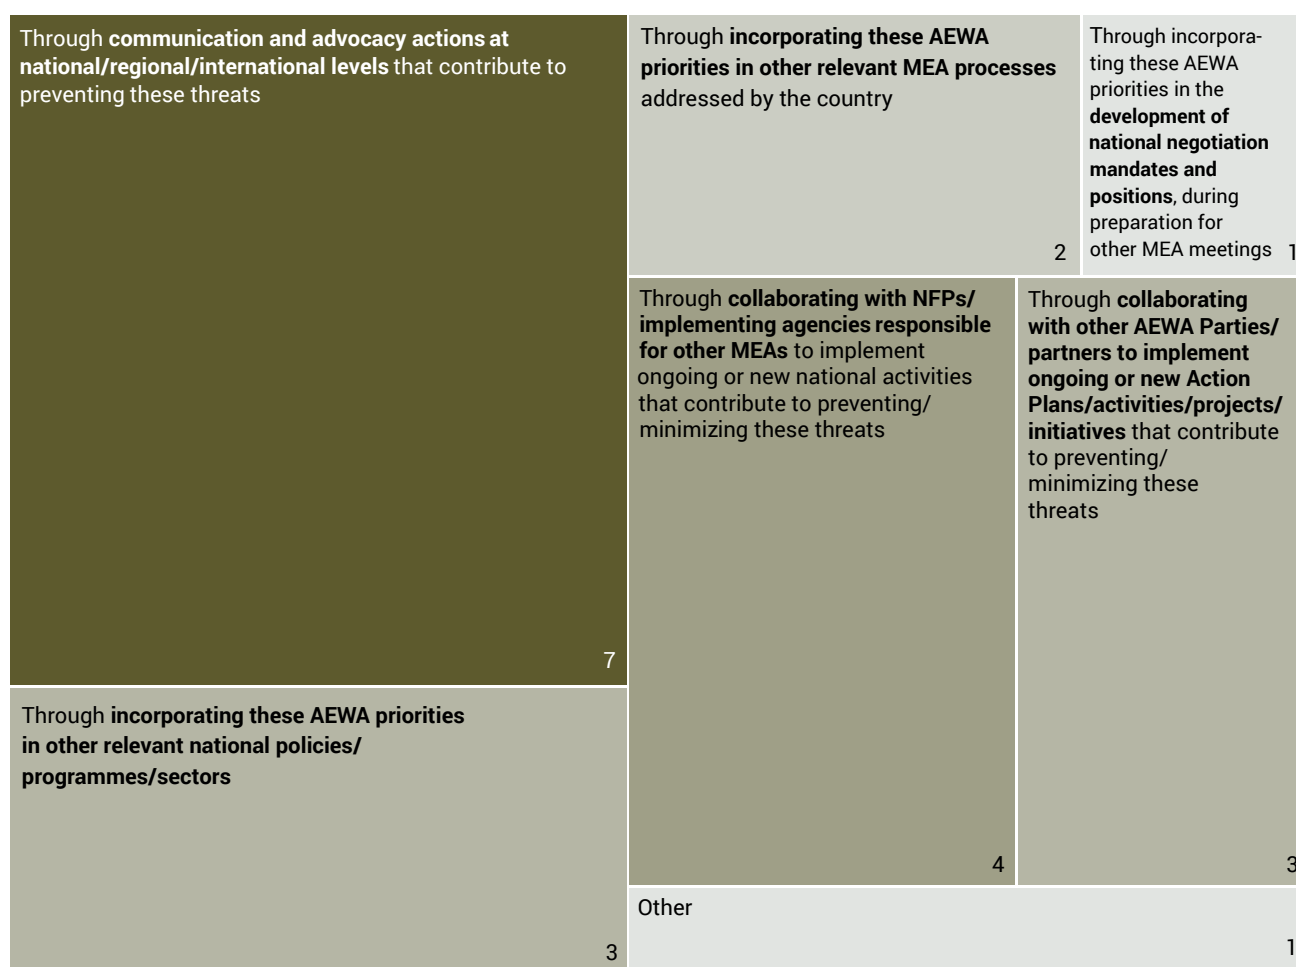 Through communication and advocacy actions at
national/regional/international levels that contribute to
preventing these threats
7
Through incorporating these AEWA priorities
in other relevant national policies/
programmes/sectors
3
Through incorporating these AEWA
priorities in other relevant MEA processes
addressed by the country
2
Through incorpora-
ting these AEWA
priorities in the
development of
national negotiation
mandates and
positions, during
preparation for
other MEA meetings
1
Through collaborating with NFPs/
implementing agencies responsible
for other MEAs to implement
ongoing or new national activities
that contribute to preventing/
minimizing these threats
4
Through collaborating
with other AEWA Parties/
partners to implement
ongoing or new Action
Plans/activities/projects/
initiatives that contribute
to preventing/
minimizing these
threats
3
Other
1